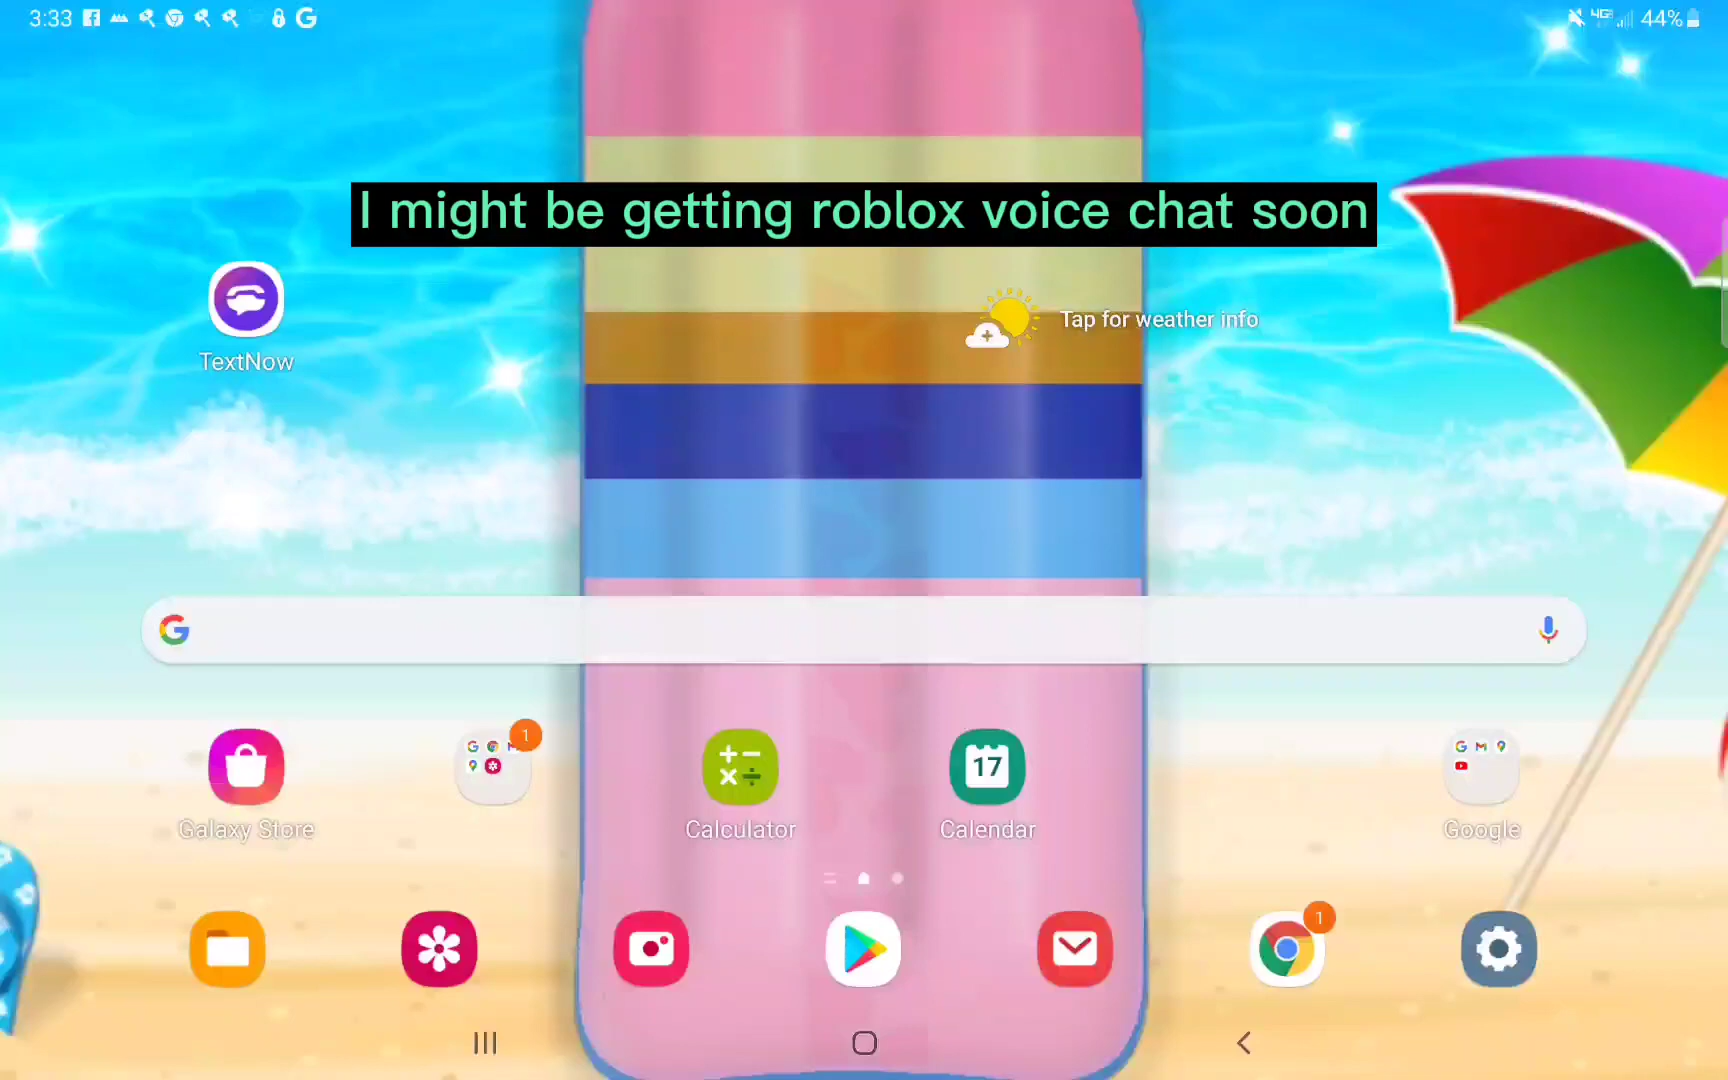 3:33
4G 44%
I might be getting roblox voice chat soon
Tap for weather info
TextNow
1
17
Galaxy Store
Calculator
Calendar
Google
1